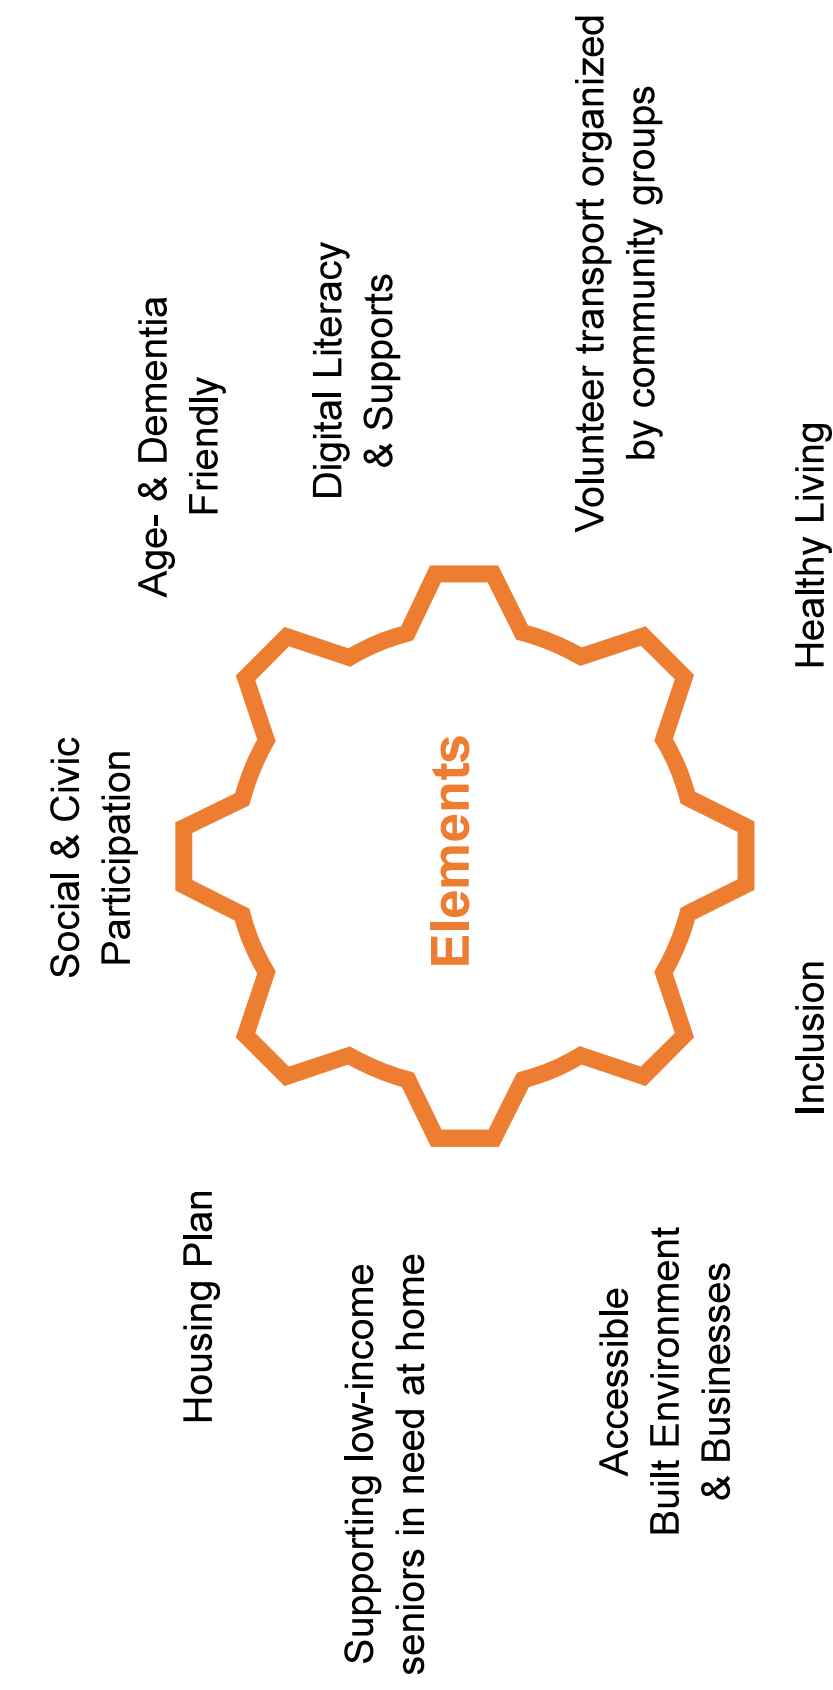 Social & Civic
Participation
Age- & Dementia
Friendly
Digital Literacy
& Supports
Volunteer transport organized
by community groups
Healthy Living
Inclusion
Accessible
Built Environment
& Businesses
Supporting low-income
seniors in need at home
Housing Plan
Elements